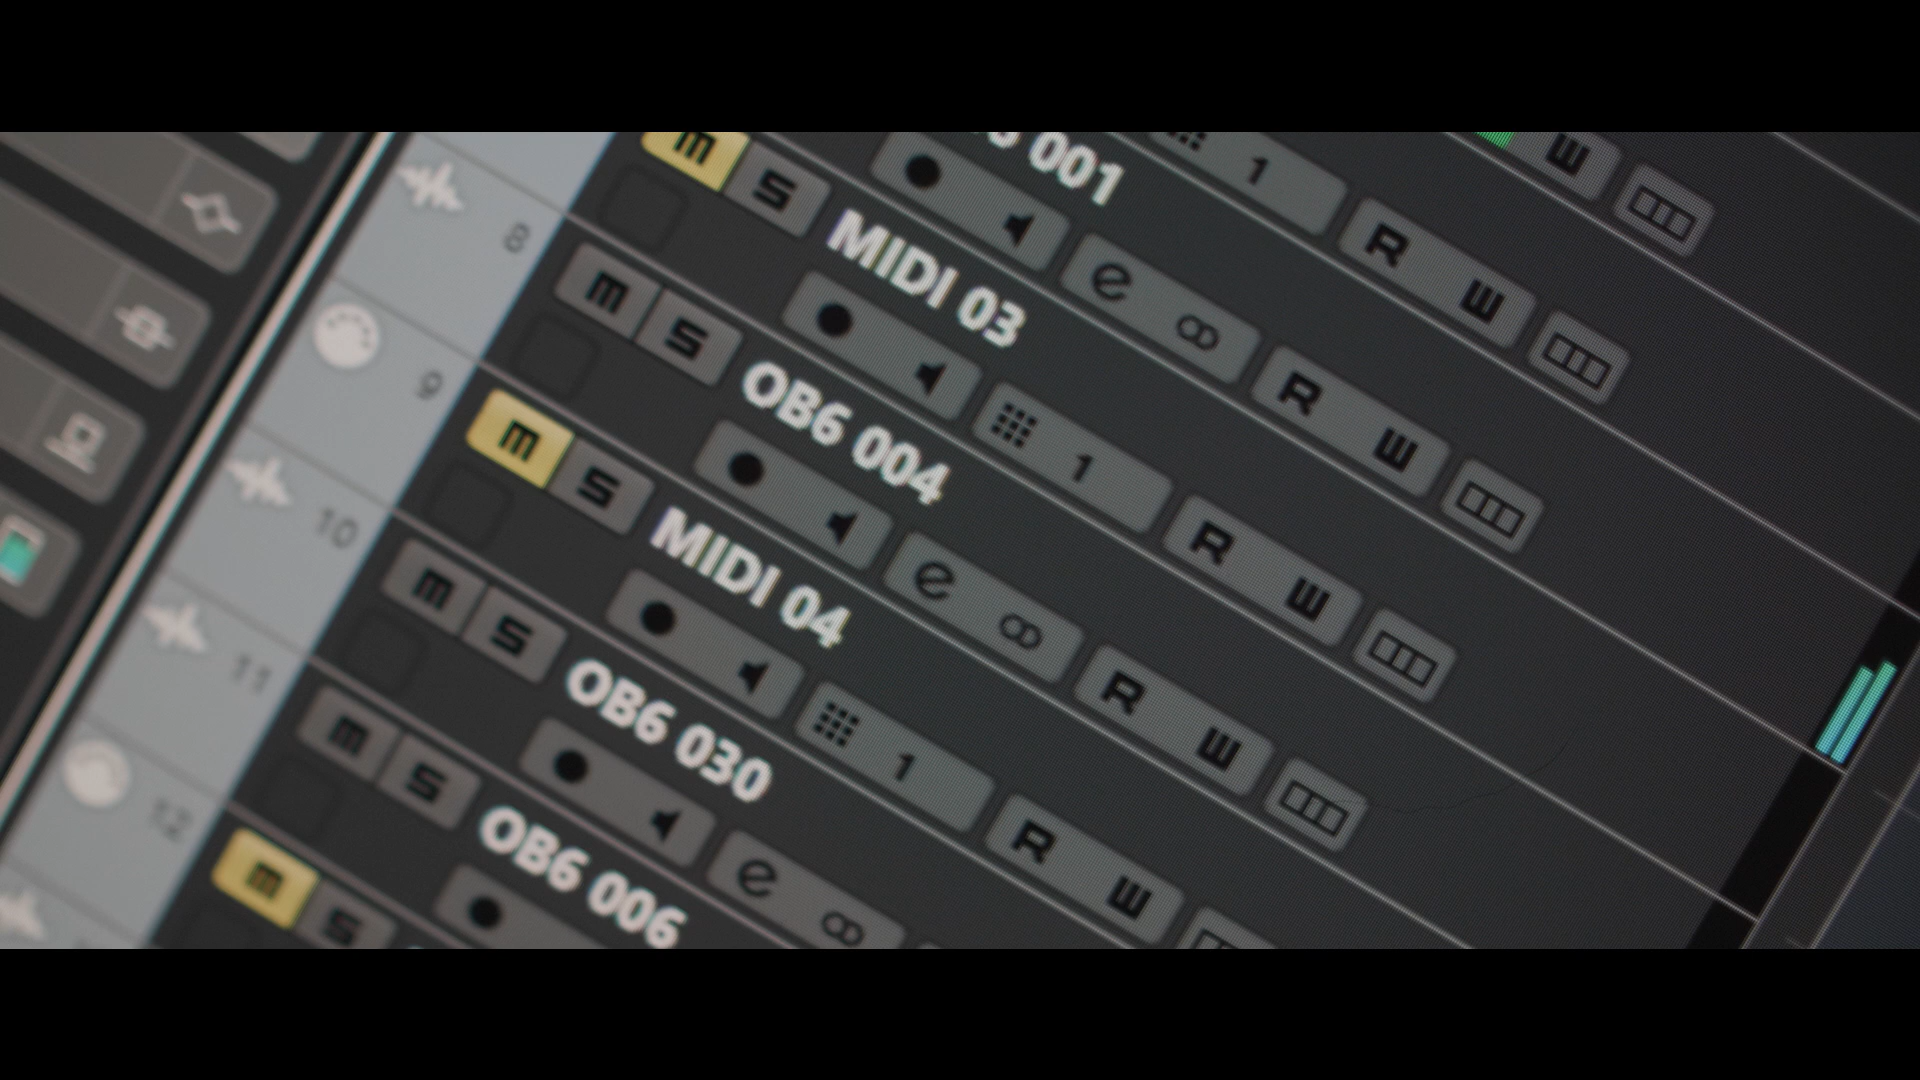 m S 001 1 W
8 MIDI 03 R W
m S e R W
9 OB6 004 1 R W
m S e R W
10 MIDI 04 1 R W
m S OB6 030 e
11 m S OB6 006
12 m S